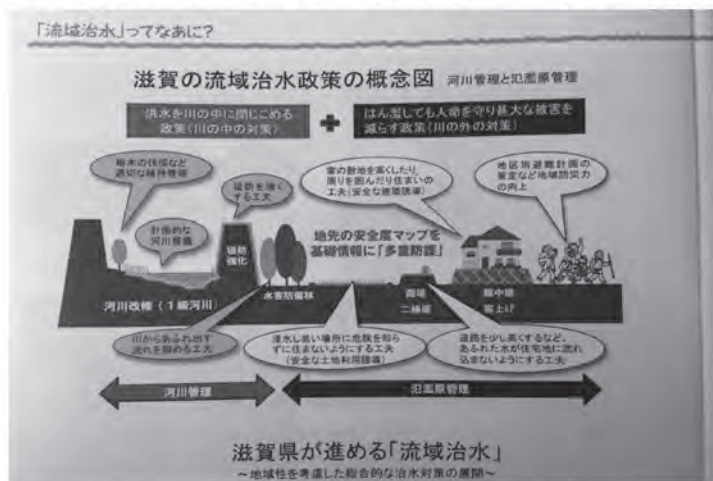 「流域治水」ってなあに?
滋賀の流域治水政策の概念図 河川管理と氾濫原管理
洪水を川の中に閉じこめる
政策(川の中の対策)
+
はん濫しても人命を守り甚大な被害を
減らす政策(川の外の対策)
樹木の伐採など
適切な維持管理
計画的な
河川整備
堤防を強く
する工夫
家の敷地を高くしたり、
周りを囲んだり住まいの
工夫(安全な建築誘導)
地区別避難計画の
策定など地域防災力
の向上
地先の安全度マップを
基礎情報に「多重防護」
堤防
強化
河川改修(1級河川)
水害防備林
二線堤
輪中堤
嵩上げ
川からあふれ出す
流れを弱める工夫
浸水し易い場所に危険を知ら
ずに住まないようにする工夫
(安全な土地利用誘導)
道路を少し高くするなど、
あふれた水が住宅地に流れ
込まないようにする工夫
河川管理
氾濫原管理
滋賀県が進める「流域治水」
~地域性を考慮した総合的な治水対策の展開~